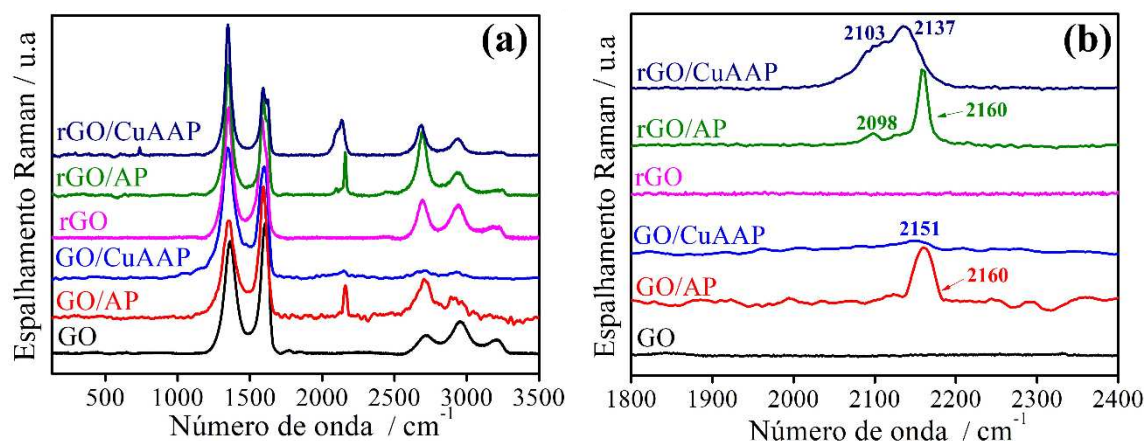 (a)
Espalhamento Raman / u.a
rGO/CuAAP
rGO/AP
rGO
GO/CuAAP
GO/AP
GO
500 1000 1500 2000 2500 3000 3500
Número de onda / cm⁻¹
(b)
Espalhamento Raman / u.a
2103 2137
rGO/CuAAP
rGO/AP
2098
2160
rGO
GO/CuAAP
2151
GO/AP
2160
GO
1800 1900 2000 2100 2200 2300 2400
Número de onda / cm⁻¹